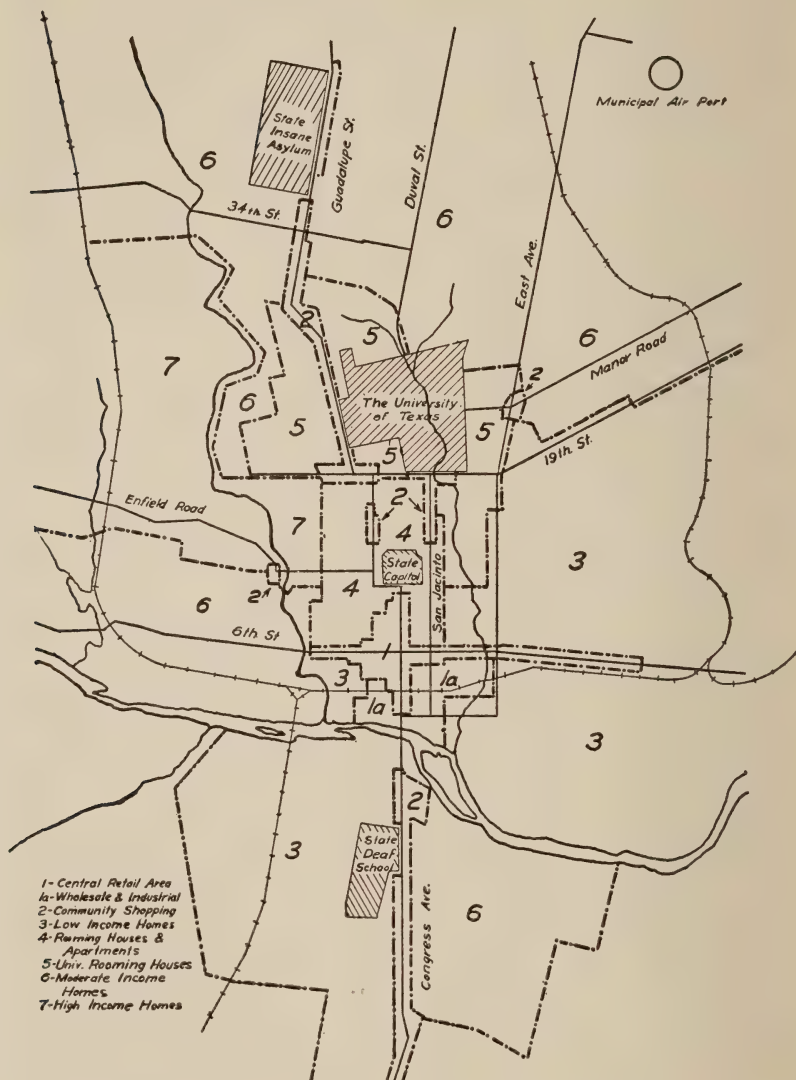 Municipal Air Port
State
Insane
Asylum
Guadalupe St.
Duval St.
6
6
34th St.
East Ave.
2
5
6
Manor Road
7
2
6
The University
of Texas
5
5
19th St.
5
Enfield Road
2
7
4
State
Capitol
3
2
4
San Jacinto
6
6th St
1
3
1a
1a
3
2
State
Deaf
School
3
6
Congress Ave.
1- Central Retail Area
1a-Wholesale & Industrial
2-Community Shopping
3-Low Income Homes
4-Rooming Houses &
Apartments
5-Univ. Rooming Houses
6-Moderate Income
Homes
7-High Income Homes